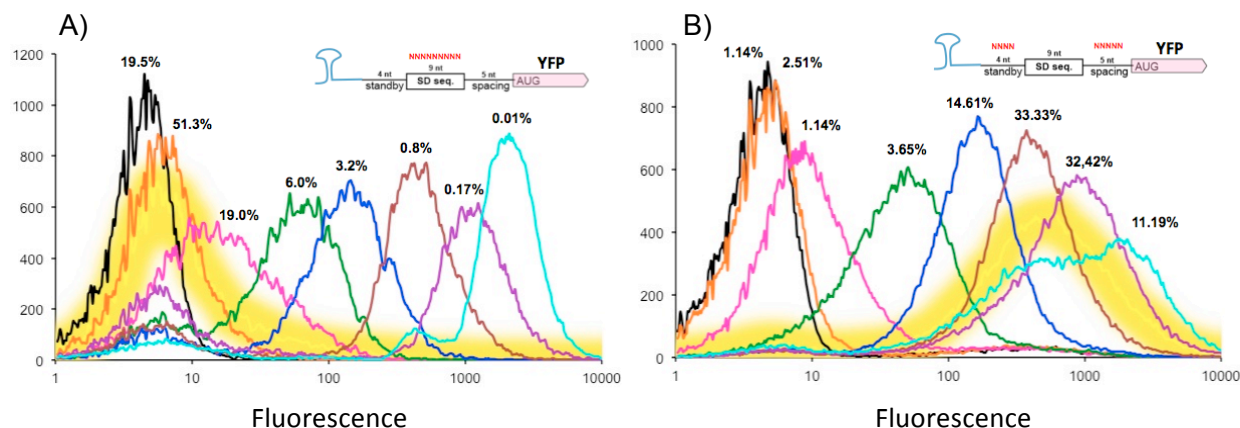 A)
B)
1200
1000
800
600
400
200
0
1
10
100
1000
10000
Fluorescence
19.5%
51.3%
19.0%
6.0%
3.2%
0.8%
0.17%
0.01%
NNNNNNNNN
9 nt
4 nt
SD seq.
5 nt
standby
spacing
YFP
AUG
1000
800
600
400
200
0
1
10
100
1000
10000
Fluorescence
1.14%
2.51%
1.14%
3.65%
14.61%
33.33%
32,42%
11.19%
NNNN
NNNNN
9 nt
4 nt
SD seq.
5 nt
standby
spacing
YFP
AUG